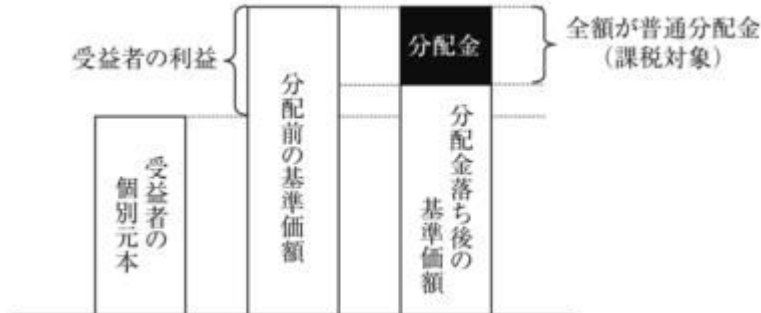 受益者の利益
分配金
全額が普通分配金
(課税対象)
受益者の
個別元本
分配前の基準価額
分配金落ち後の
基準価額